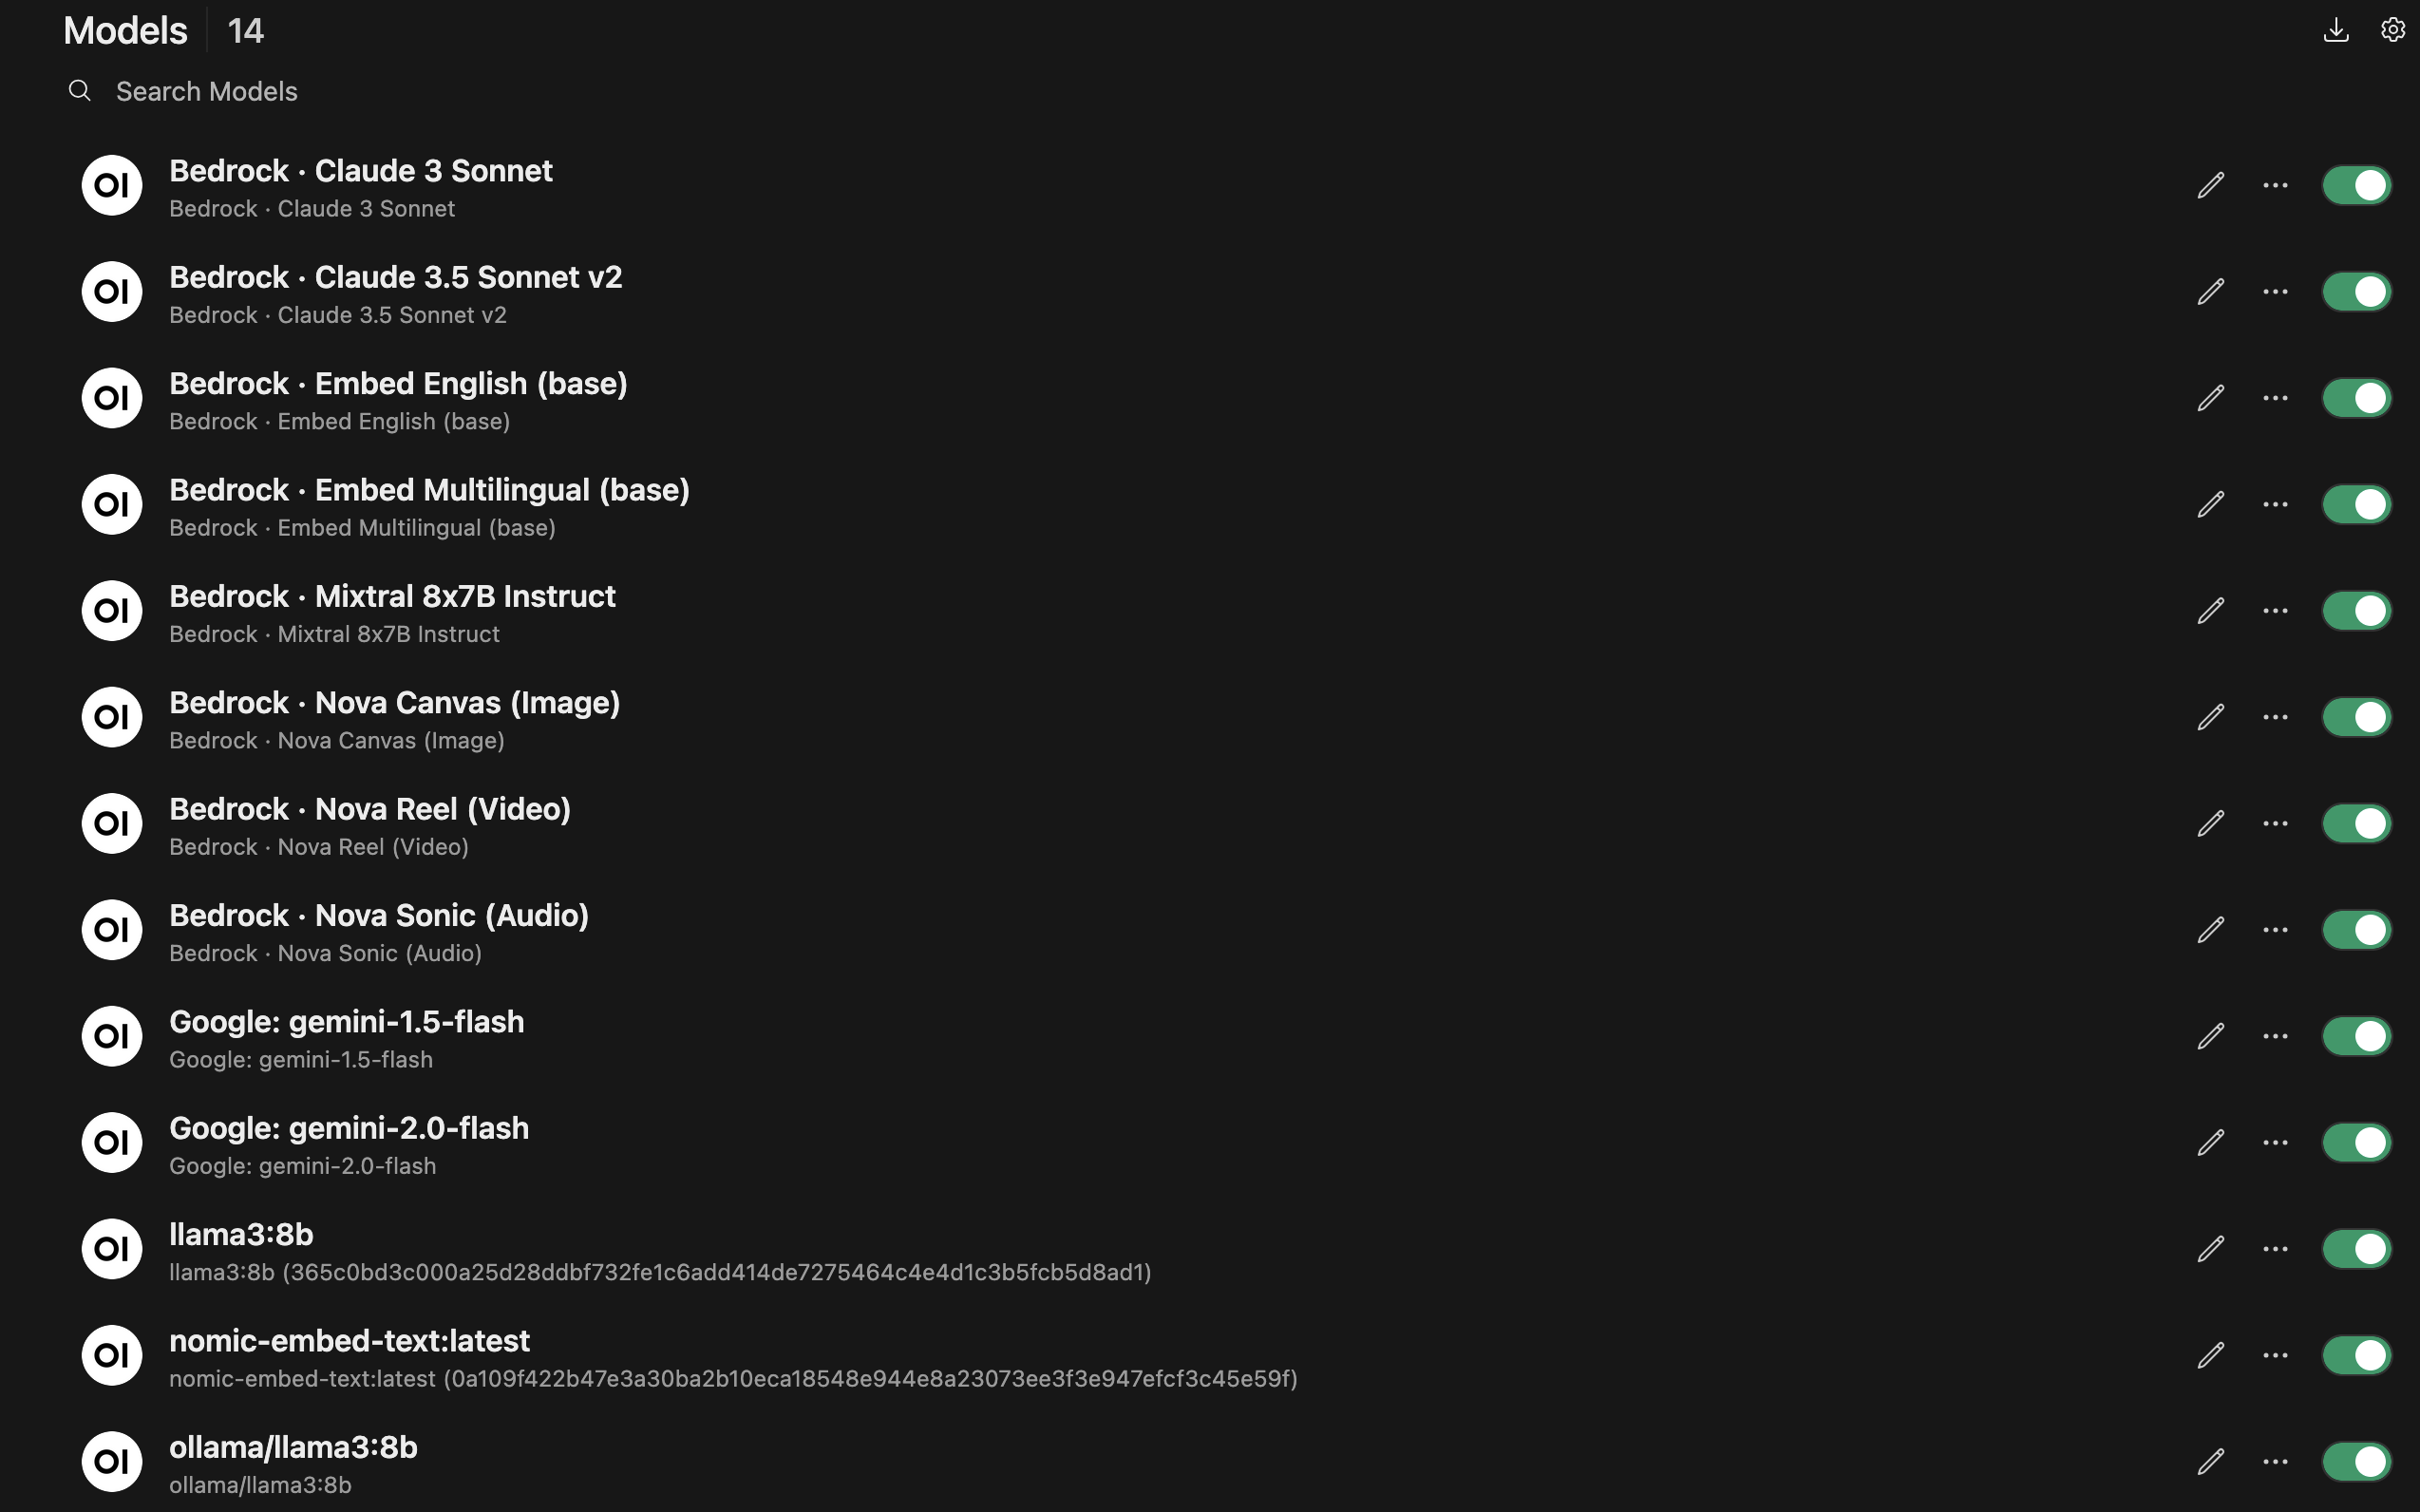 Models 14
Search Models
OI
Bedrock · Claude 3 Sonnet
Bedrock · Claude 3 Sonnet
OI
Bedrock · Claude 3.5 Sonnet v2
Bedrock · Claude 3.5 Sonnet v2
OI
Bedrock · Embed English (base)
Bedrock · Embed English (base)
OI
Bedrock · Embed Multilingual (base)
Bedrock · Embed Multilingual (base)
OI
Bedrock · Mixtral 8x7B Instruct
Bedrock · Mixtral 8x7B Instruct
OI
Bedrock · Nova Canvas (Image)
Bedrock · Nova Canvas (Image)
OI
Bedrock · Nova Reel (Video)
Bedrock · Nova Reel (Video)
OI
Bedrock · Nova Sonic (Audio)
Bedrock · Nova Sonic (Audio)
OI
Google: gemini-1.5-flash
Google: gemini-1.5-flash
OI
Google: gemini-2.0-flash
Google: gemini-2.0-flash
OI
llama3:8b
llama3:8b (365c0bd3c000a25d28ddbf732fe1c6add414de7275464c4e4d1c3b5fcb5d8ad1)
OI
nomic-embed-text:latest
nomic-embed-text:latest (0a109f422b47e3a30ba2b10eca18548e944e8a23073ee3f3e947efcf3c45e59f)
OI
ollama/llama3:8b
ollama/llama3:8b